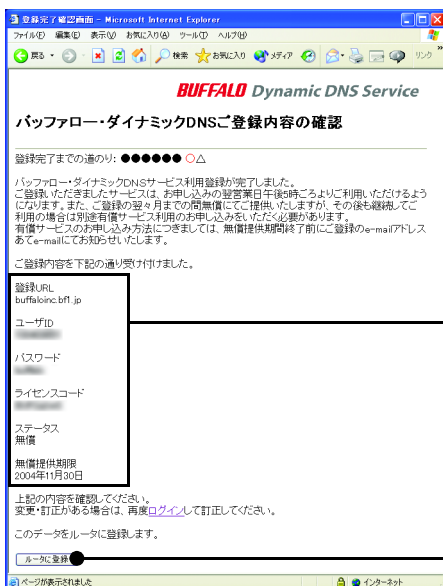 登録完了確認画面 - Microsoft Internet Explorer
ファイル(F) 編集(E) 表示(V) お気に入り(A) ツール(T) ヘルプ(H)
戻る 検索 お気に入り メディア リンク »
BUFFALO Dynamic DNS Service
バッファロー・ダイナミックDNSご登録内容の確認
登録完了までの道のり: ●●●●●● ○△
バッファロー・ダイナミックDNSサービス利用登録が完了しました。
ご登録いただきましたサービスは、お申し込みの翌営業日午後5時ごろよりご利用いただけるよう
になります。また、ご登録の翌々月までの間無償にてご提供いたしますが、その後も継続してご
利用の場合は別途有償サービス利用のお申し込みをいただく必要があります。
有償サービスのお申し込み方法につきましては、無償提供期間終了前にご登録のe-mailアドレス
あてe-mailにてお知らせいたします。
ご登録内容を下記の通り受け付けました。
登録URL
buffaloinc.bf1.jp
ユーザID
パスワード
ライセンスコード
ステータス
無償
無償提供期限
2004年11月30日
上記の内容を確認してください。
変更・訂正がある場合は、再度ログインして訂正してください。
このデータをルータに登録します。
ルータに登録
ページが表示されました インターネット